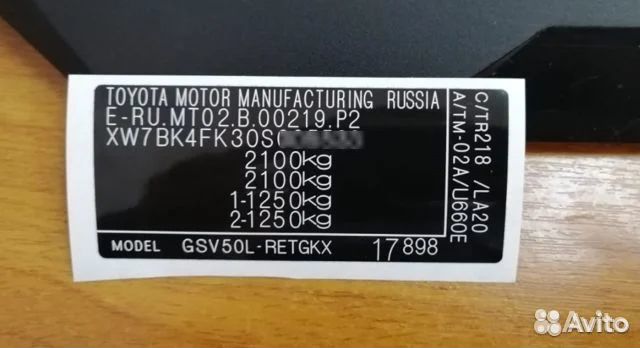 TOYOTA MOTOR MANUFACTURING RUSSIA
E-RU.MT02.B.00219.P2
XW7BK4FK30S0
2100kg
2100kg
1-1250kg
2-1250kg
MODEL GSV50L-RETGKX 17898
C/TR218 /LA20
A/TM-02A/U660E
Avito